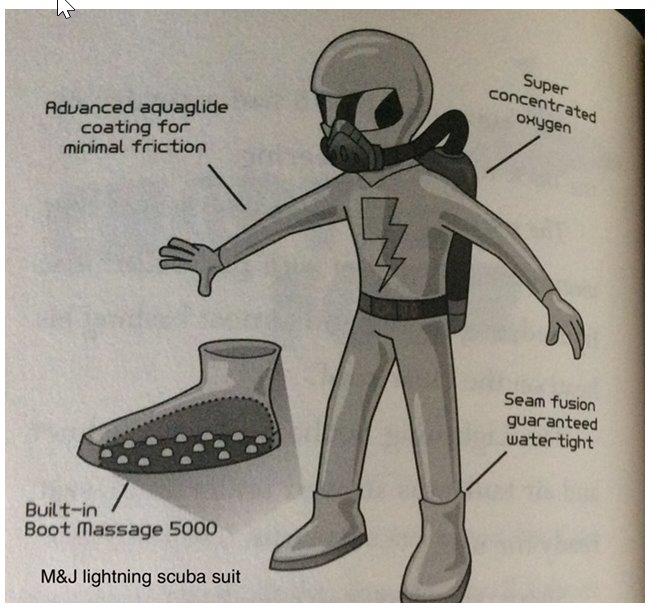 Advanced aquaglide
coating for
minimal friction
Super
concentrated
oxygen
Seam fusion
guaranteed
watertight
Built-in
Boot Massage 5000
M&J lightning scuba suit